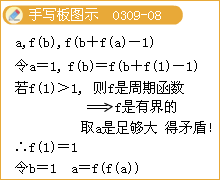 手写板图示 0309-08
a,f(b),f(b+f(a)-1)
令a=1, f(b)=f(b+f(1)-1)
若f(1)>1, 则f是周期函数
⟹f是有界的
取a是足够大 得矛盾!
∴f(1)=1
令b=1 a=f(f(a))